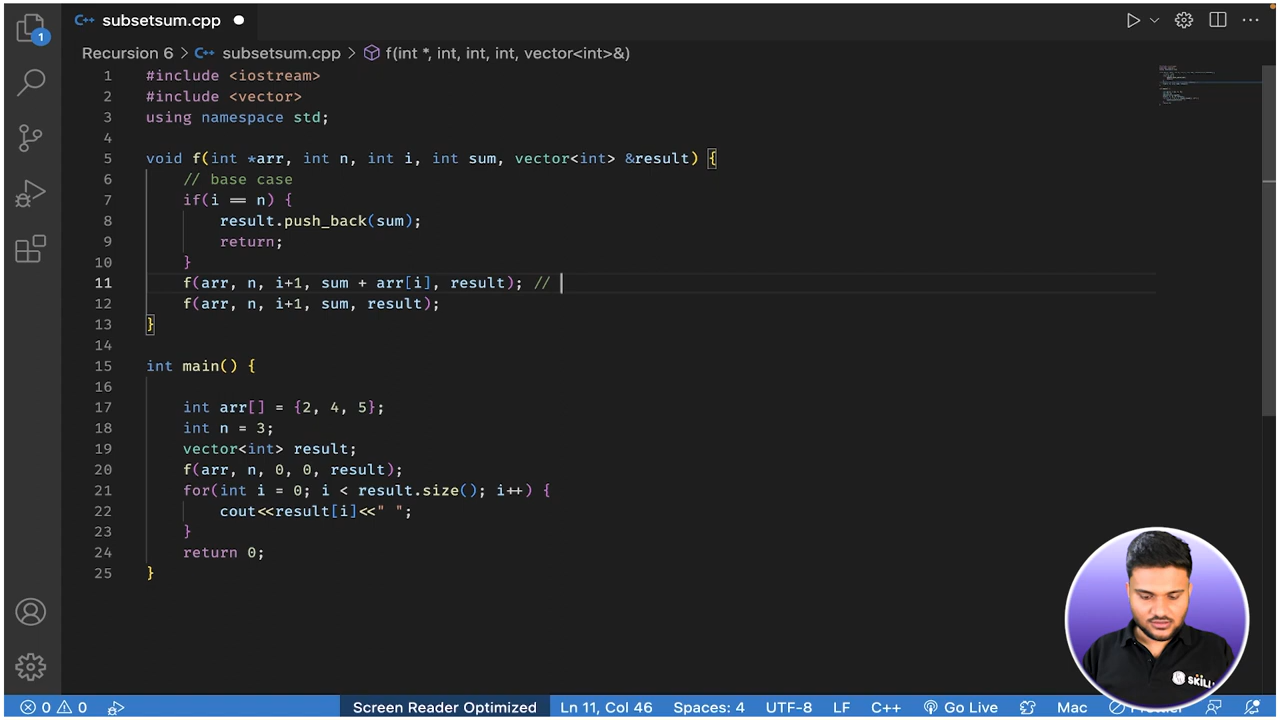 subsetsum.cpp
1
Recursion 6 > subsetsum.cpp > f(int *, int, int, int, vector<int>&)
1 #include <iostream>
2 #include <vector>
3 using namespace std;
4
5 void f(int *arr, int n, int i, int sum, vector<int> &result) {
6 // base case
7 if(i == n) {
8 result.push_back(sum);
9 return;
10 }
11 f(arr, n, i+1, sum + arr[i], result); //
12 f(arr, n, i+1, sum, result);
13 }
14
15 int main() {
16
17 int arr[] = {2, 4, 5};
18 int n = 3;
19 vector<int> result;
20 f(arr, n, 0, 0, result);
21 for(int i = 0; i < result.size(); i++) {
22 cout<<result[i]<<" ";
23 }
24 return 0;
25 }
SKILL
0 0 Screen Reader Optimized Ln 11, Col 46 Spaces: 4 UTF-8 LF C++ Go Live Mac